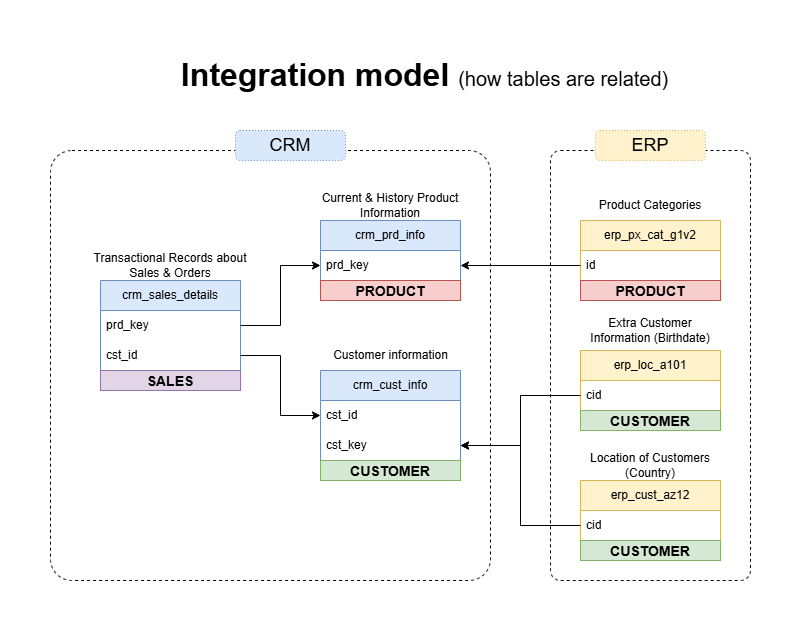 Integration model (how tables are related)
CRM
Transactional Records about
Sales & Orders
crm_sales_details
prd_key
cst_id
SALES
Current & History Product
Information
crm_prd_info
prd_key
PRODUCT
Customer information
crm_cust_info
cst_id
cst_key
CUSTOMER
ERP
Product Categories
erp_px_cat_g1v2
id
PRODUCT
Extra Customer
Information (Birthdate)
erp_loc_a101
cid
CUSTOMER
Location of Customers
(Country)
erp_cust_az12
cid
CUSTOMER